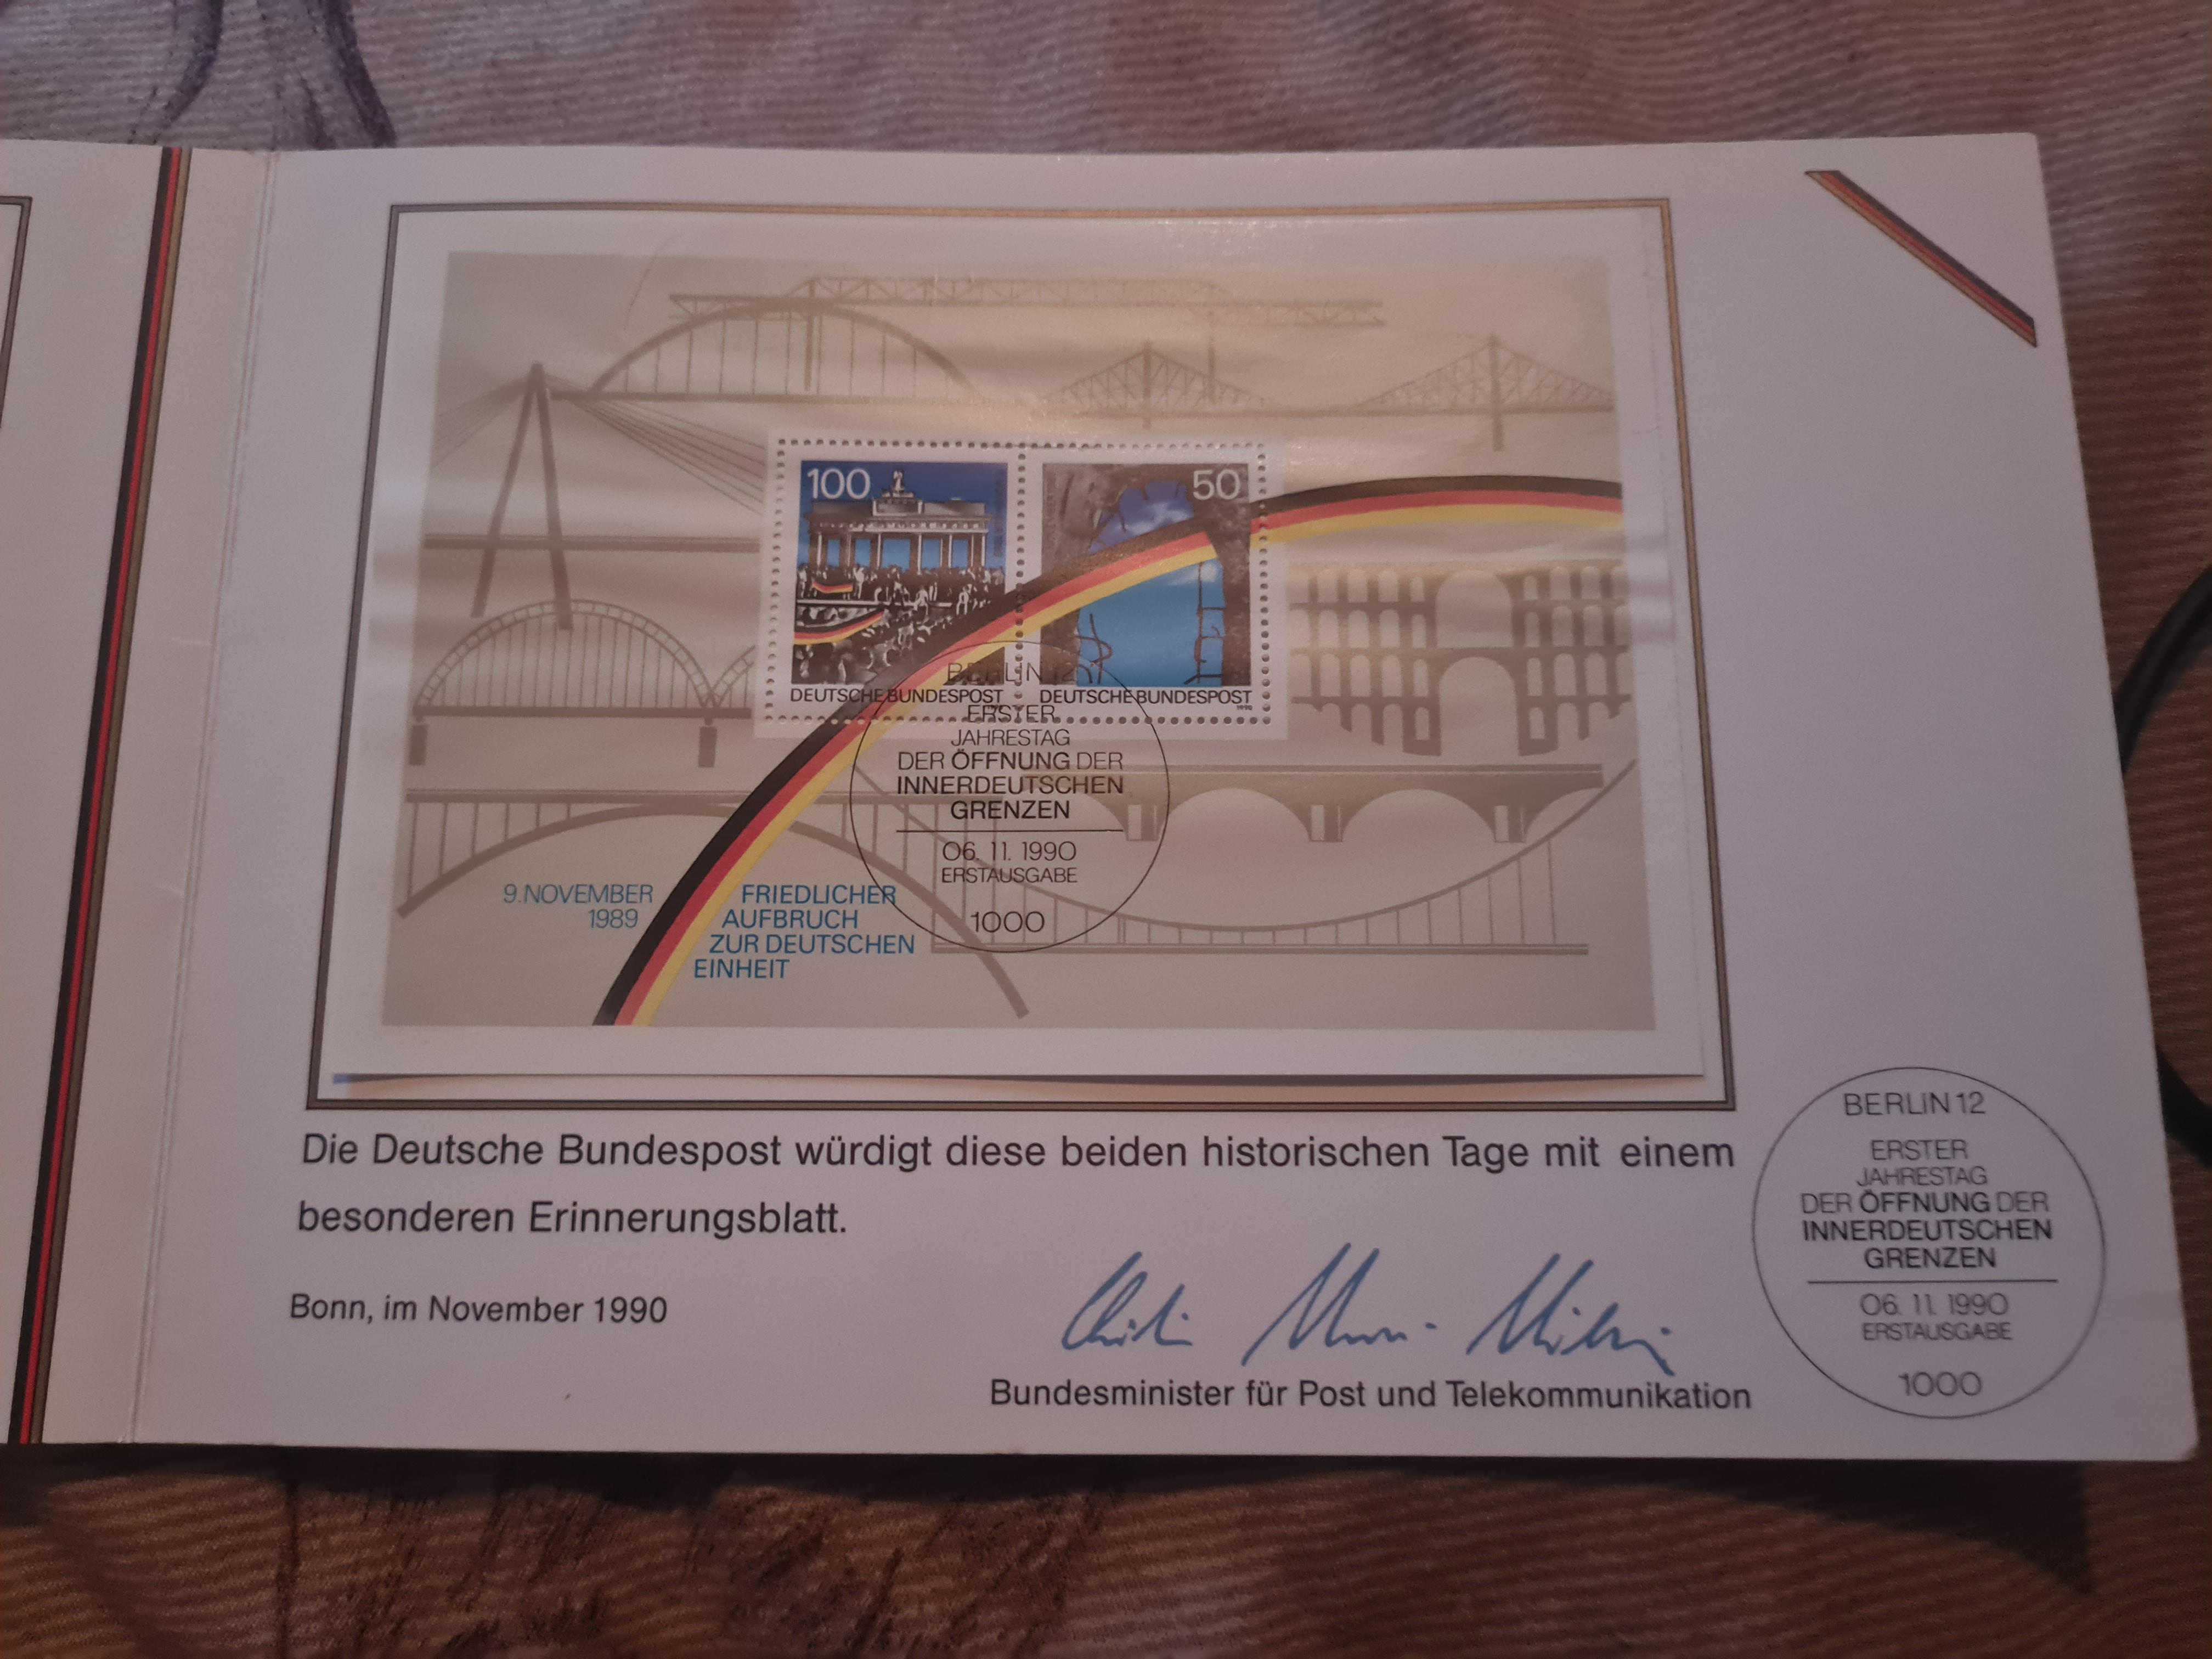 100
50
DEUTSCHE BUNDESPOST
DEUTSCHE BUNDESPOST
1990
BERLIN 12
ERSTER
JAHRESTAG
DER ÖFFNUNG DER
INNERDEUTSCHEN
GRENZEN
06. 11. 1990
ERSTAUSGABE
1000
9. NOVEMBER
1989
FRIEDLICHER
AUFBRUCH
ZUR DEUTSCHEN
EINHEIT
Die Deutsche Bundespost würdigt diese beiden historischen Tage mit einem
besonderen Erinnerungsblatt.
Bonn, im November 1990
Bundesminister für Post und Telekommunikation
BERLIN 12
ERSTER
JAHRESTAG
DER ÖFFNUNG DER
INNERDEUTSCHEN
GRENZEN
06. 11. 1990
ERSTAUSGABE
1000